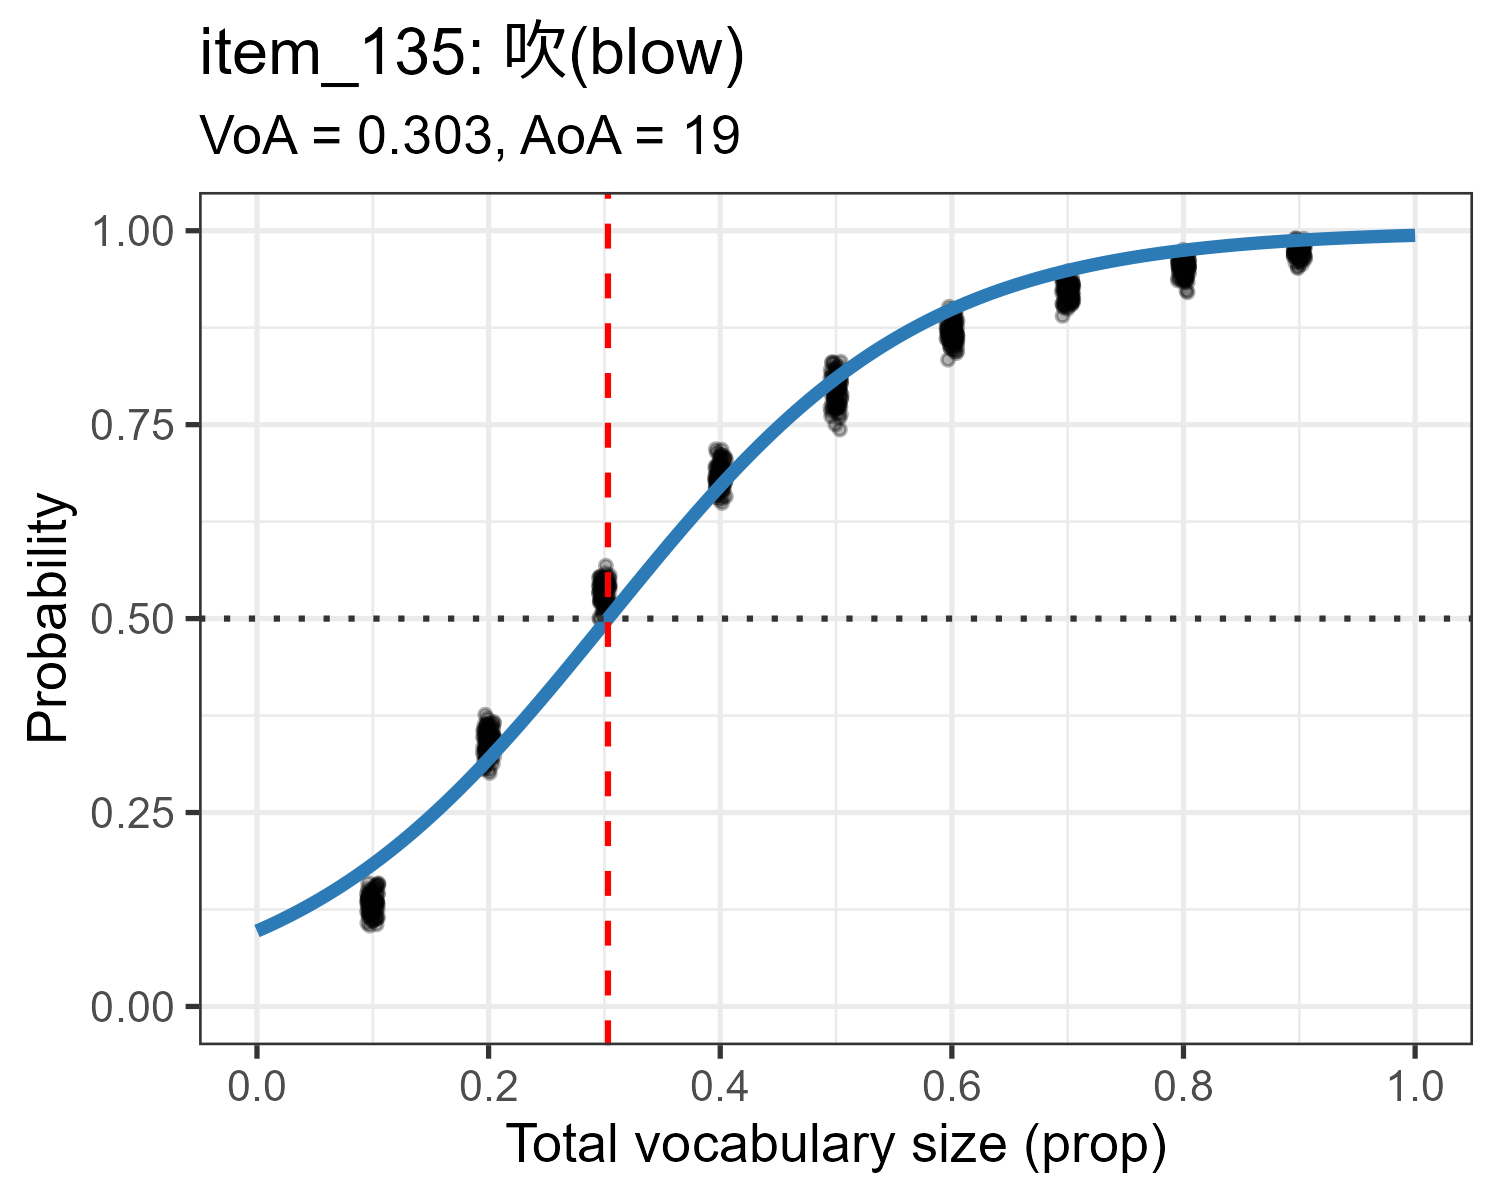 item_135: 吹(blow)
VoA = 0.303, AoA = 19
1.00
0.75
0.50
0.25
0.00
Probability
0.0 0.2 0.4 0.6 0.8 1.0
Total vocabulary size (prop)